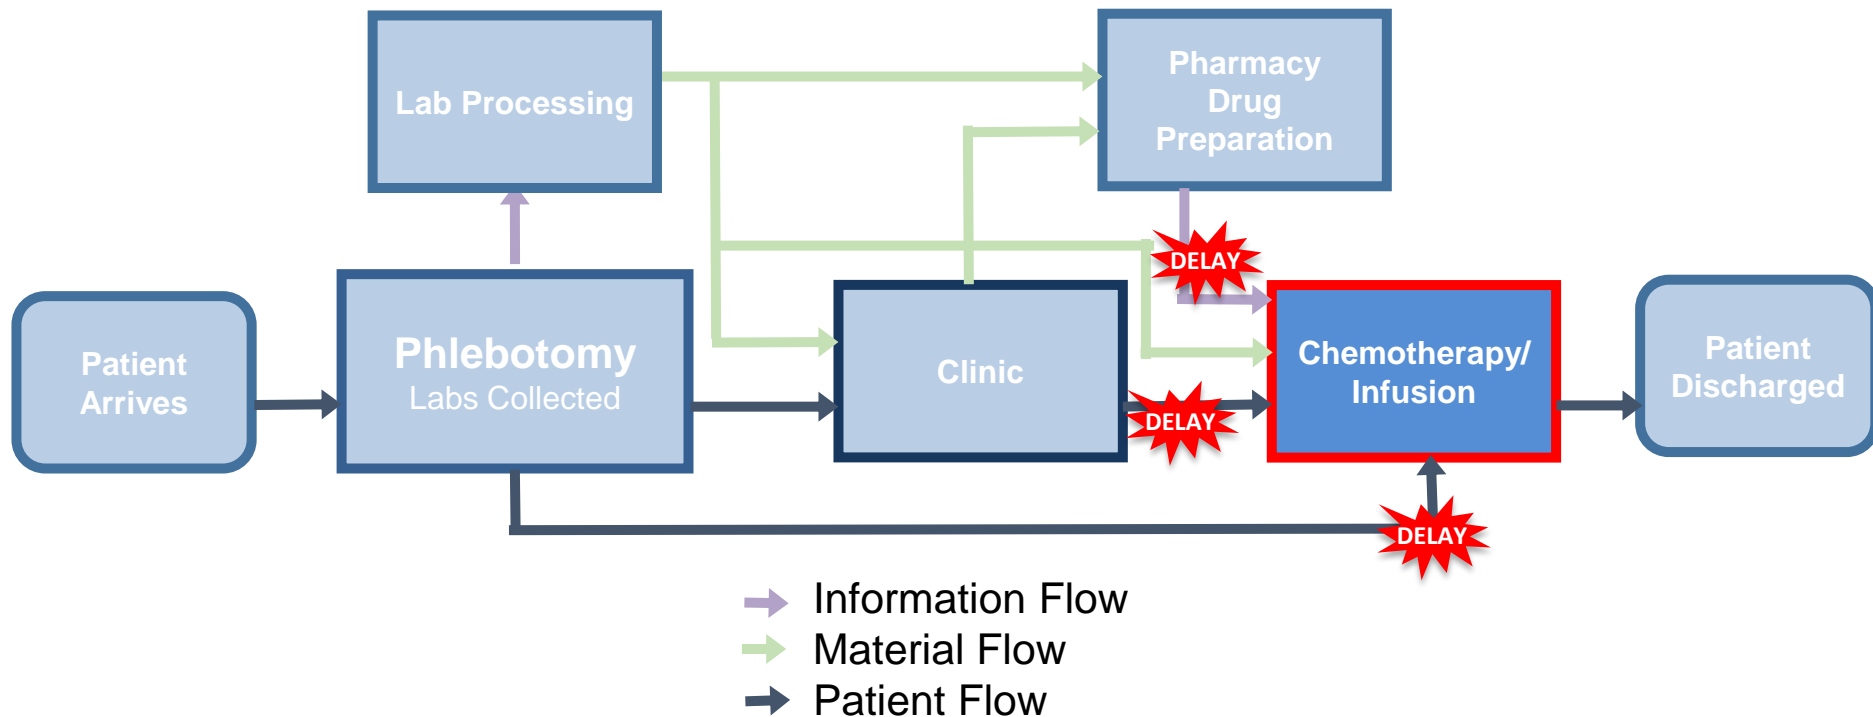 Lab Processing
Pharmacy
Drug
Preparation
DELAY
Patient
Arrives
Phlebotomy
Labs Collected
Clinic
DELAY
Chemotherapy/
Infusion
Patient
Discharged
DELAY
Information Flow
Material Flow
Patient Flow